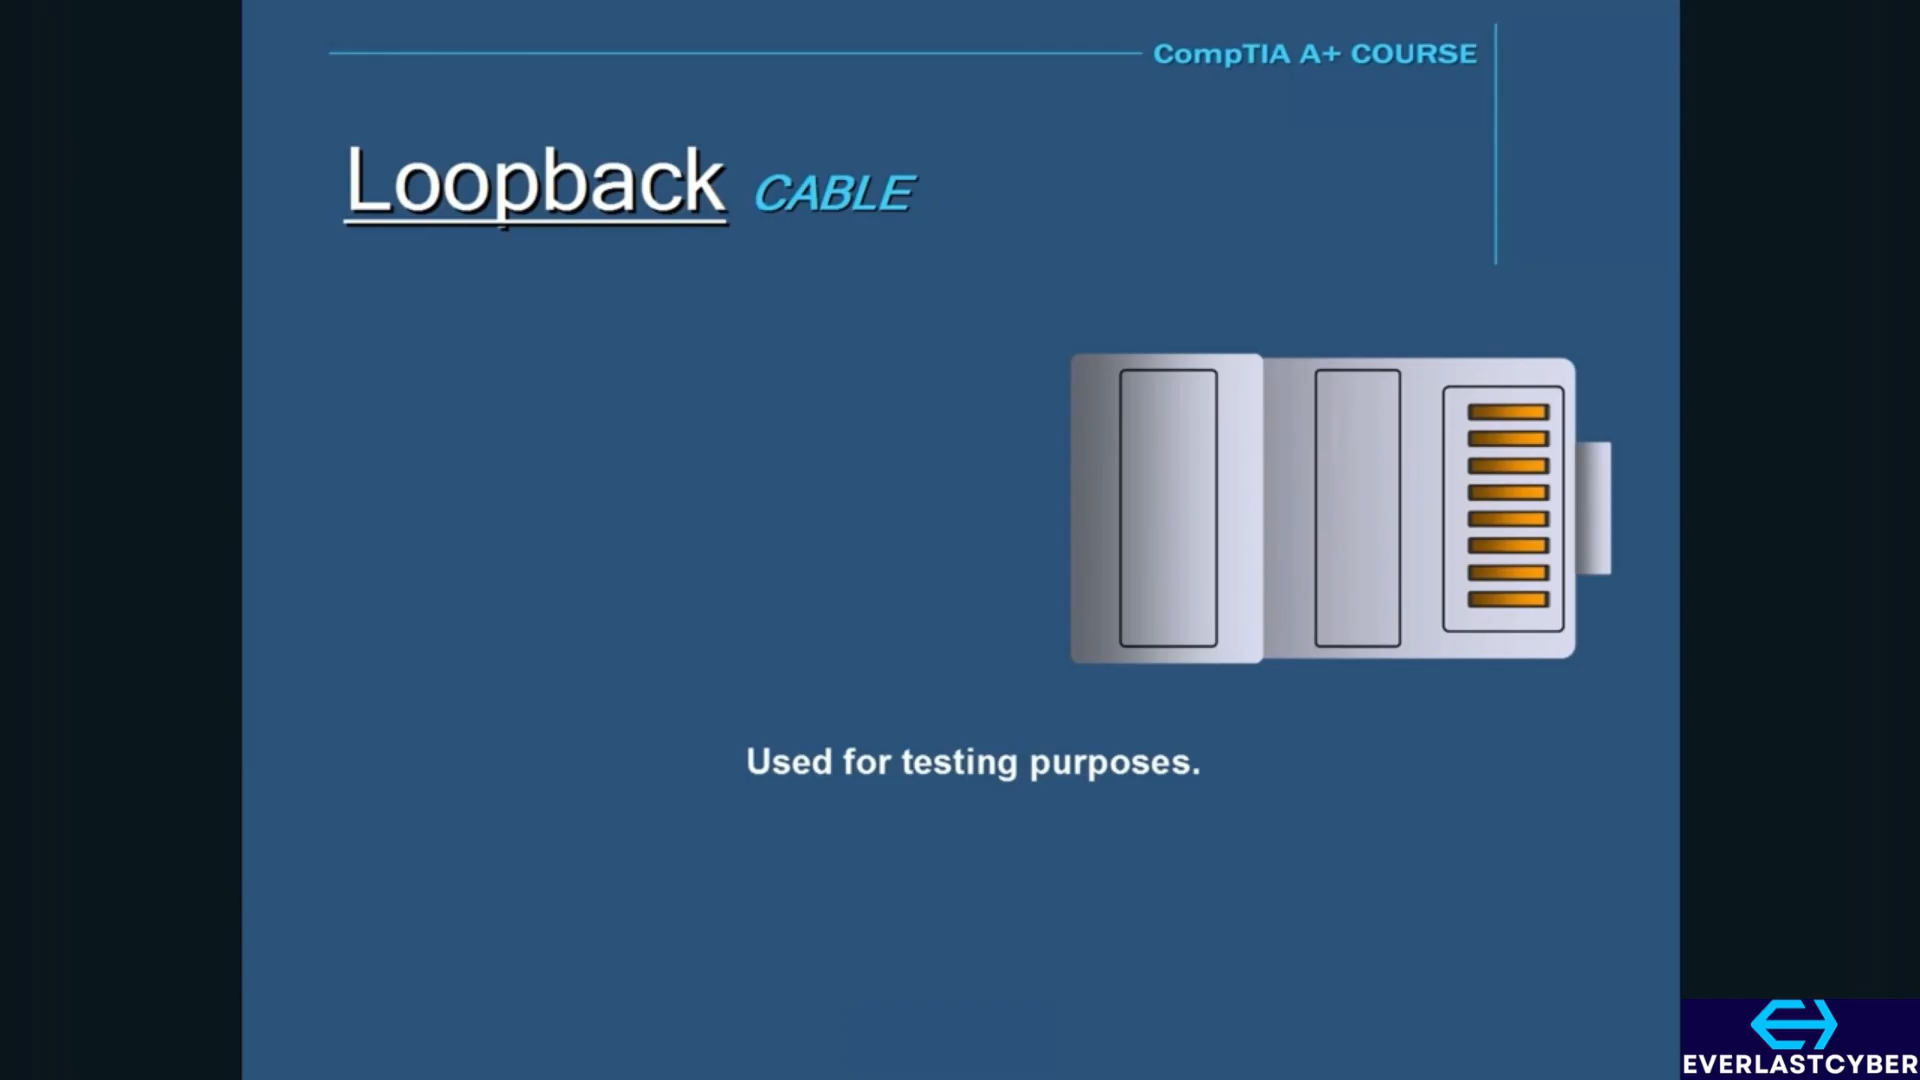 CompTIA A+ COURSE
Loopback CABLE
Used for testing purposes.
EVERLASTCYBER